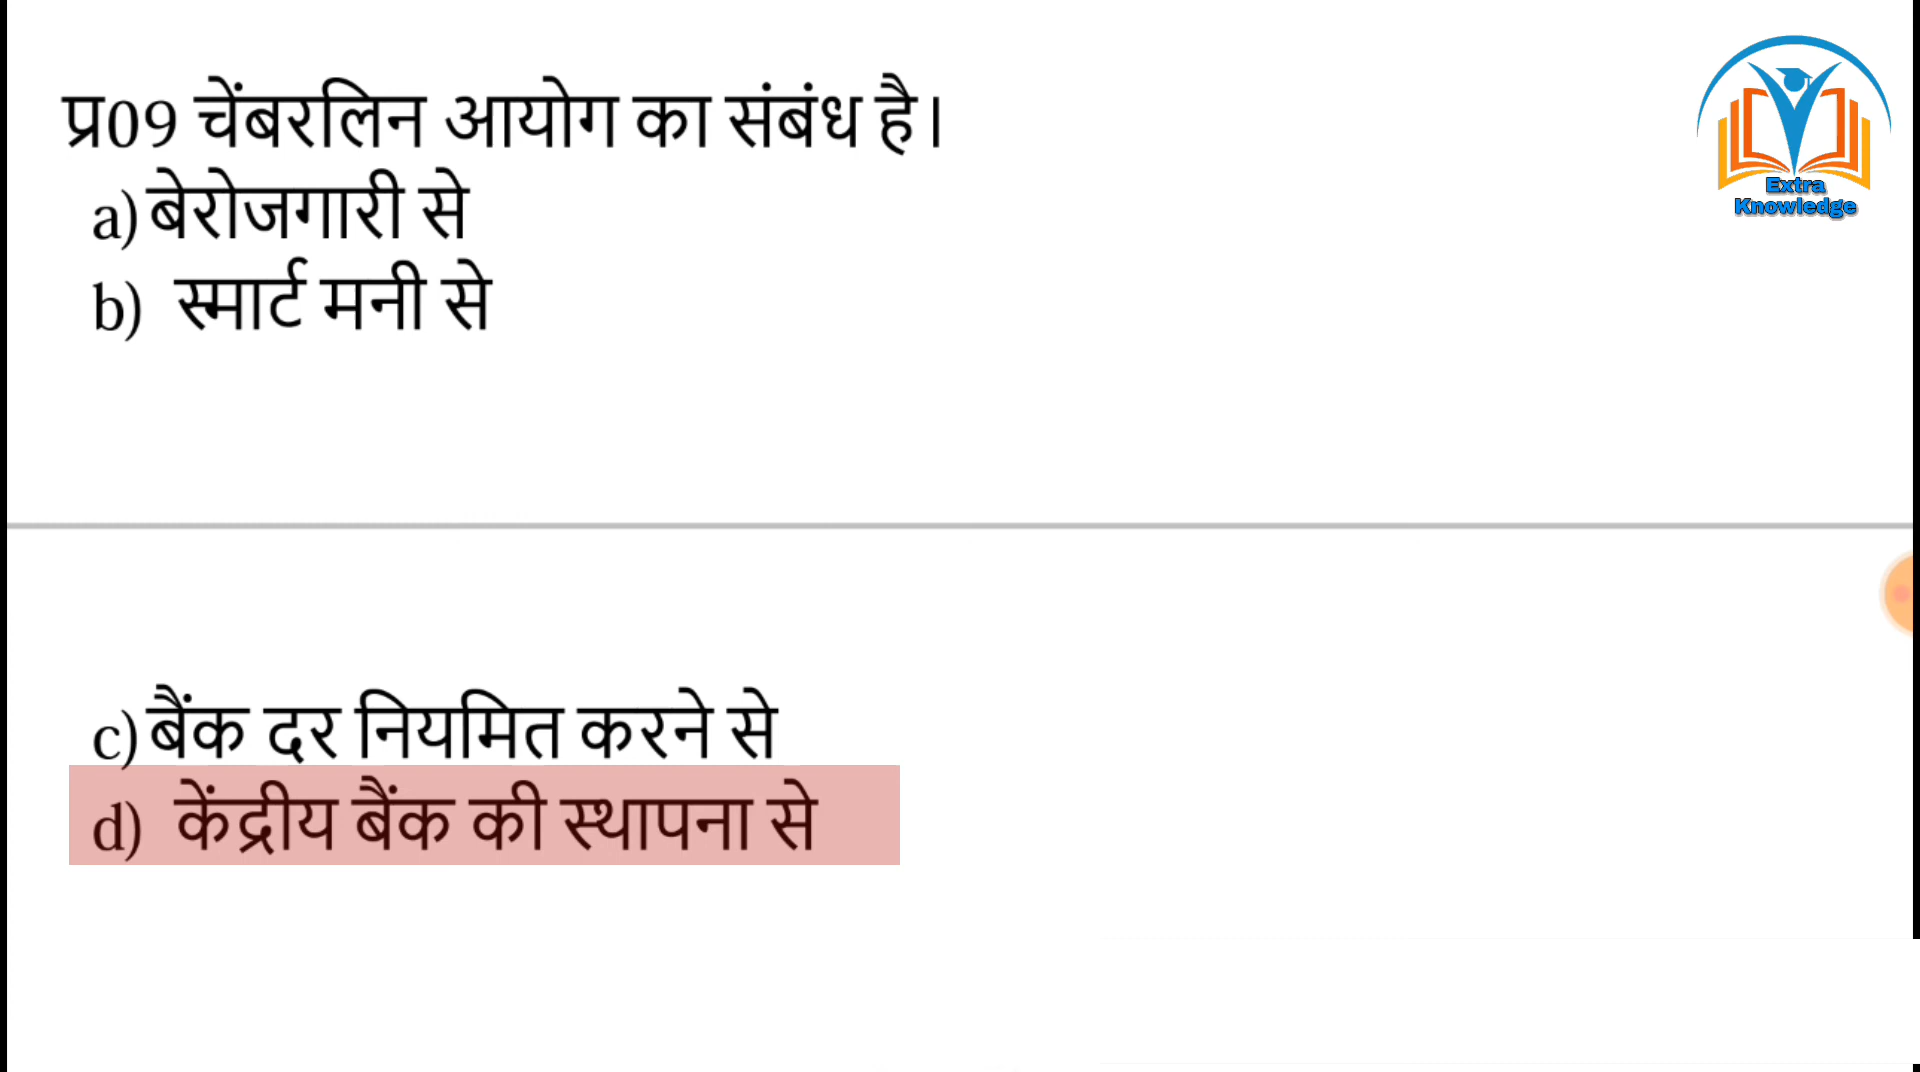 प्र09 चेंबरलिन आयोग का संबंध है।
a) बेरोजगारी से
b) स्मार्ट मनी से
Extra
Knowledge
c) बैंक दर नियमित करने से
d) केंद्रीय बैंक की स्थापना से